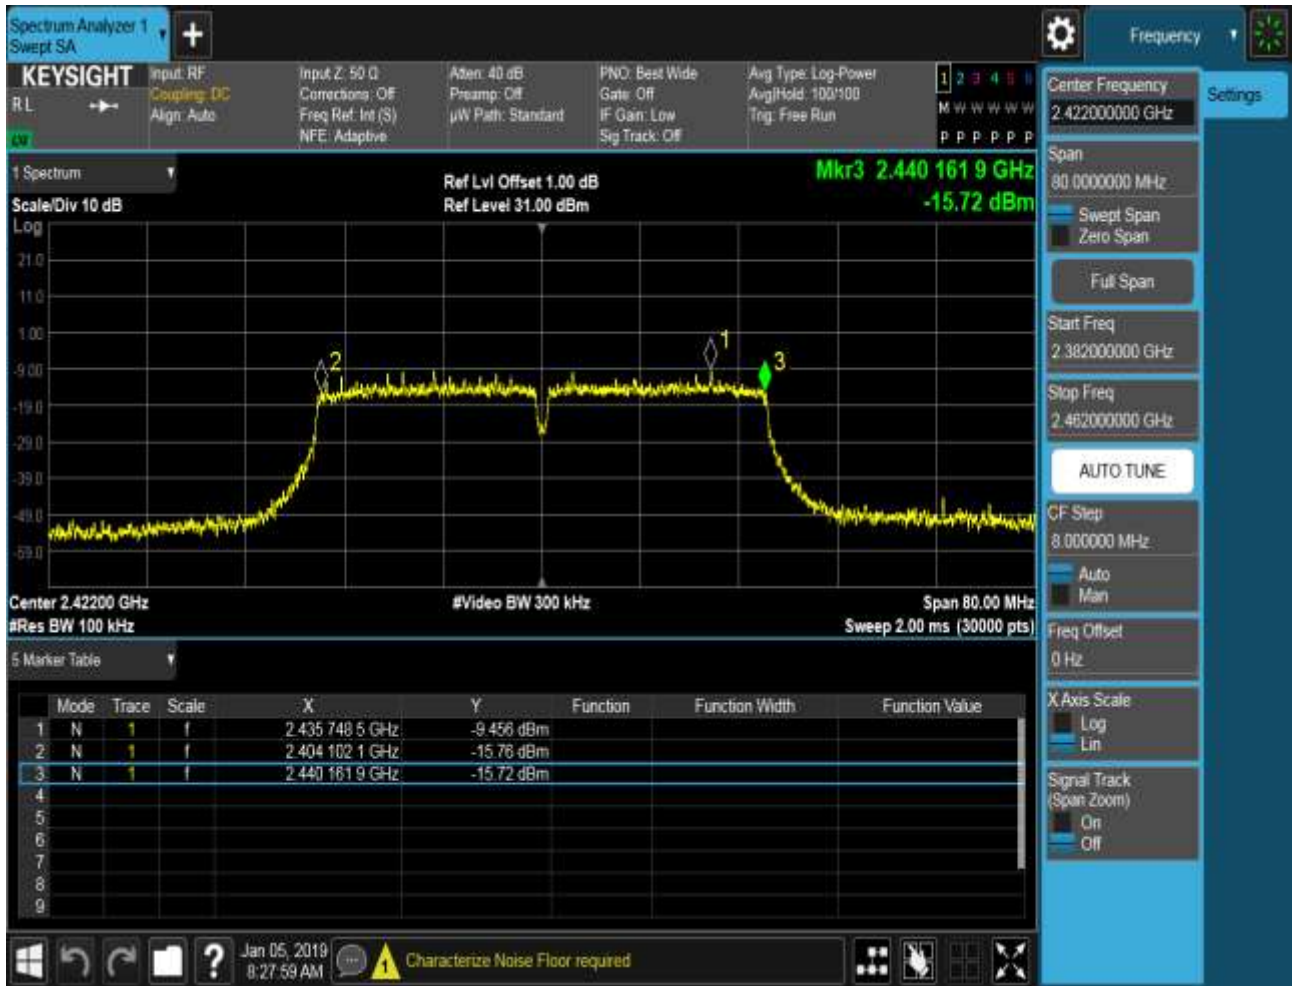 Spectrum Analyzer 1
Swept SA
+
Frequency
KEYSIGHT
RL
LXI
Input: RF
Coupling: DC
Align: Auto
Input Z: 50 Ω
Corrections: Off
Freq Ref: Int (S)
NFE: Adaptive
Atten: 40 dB
Preamp: Off
µW Path: Standard
PNO: Best Wide
Gate: Off
IF Gain: Low
Sig Track: Off
Avg Type: Log-Power
Avg|Hold: 100/100
Trig: Free Run
1 2 3 4 5 6
M W W W W W
P P P P P P
1 Spectrum
Scale/Div 10 dB
Ref Lvl Offset 1.00 dB
Ref Level 31.00 dBm
Mkr3 2.440 161 9 GHz
-15.72 dBm
Log
21.0
11.0
1.00
-9.00
-19.0
-29.0
-39.0
-49.0
-59.0
2
1
3
Center 2.42200 GHz
#Video BW 300 kHz
Span 80.00 MHz
#Res BW 100 kHz
Sweep 2.00 ms (30000 pts)
5 Marker Table
Mode Trace Scale X Y Function Function Width Function Value
1 N 1 f 2.435 748 5 GHz -9.456 dBm
2 N 1 f 2.404 102 1 GHz -15.76 dBm
3 N 1 f 2.440 161 9 GHz -15.72 dBm
4
5
6
7
8
9
?
Jan 05, 2019
8:27:59 AM
1
Characterize Noise Floor required
Center Frequency
2.422000000 GHz
Settings
Span
80.0000000 MHz
Swept Span
Zero Span
Full Span
Start Freq
2.382000000 GHz
Stop Freq
2.462000000 GHz
AUTO TUNE
CF Step
8.000000 MHz
Auto
Man
Freq Offset
0 Hz
X Axis Scale
Log
Lin
Signal Track
(Span Zoom)
On
Off